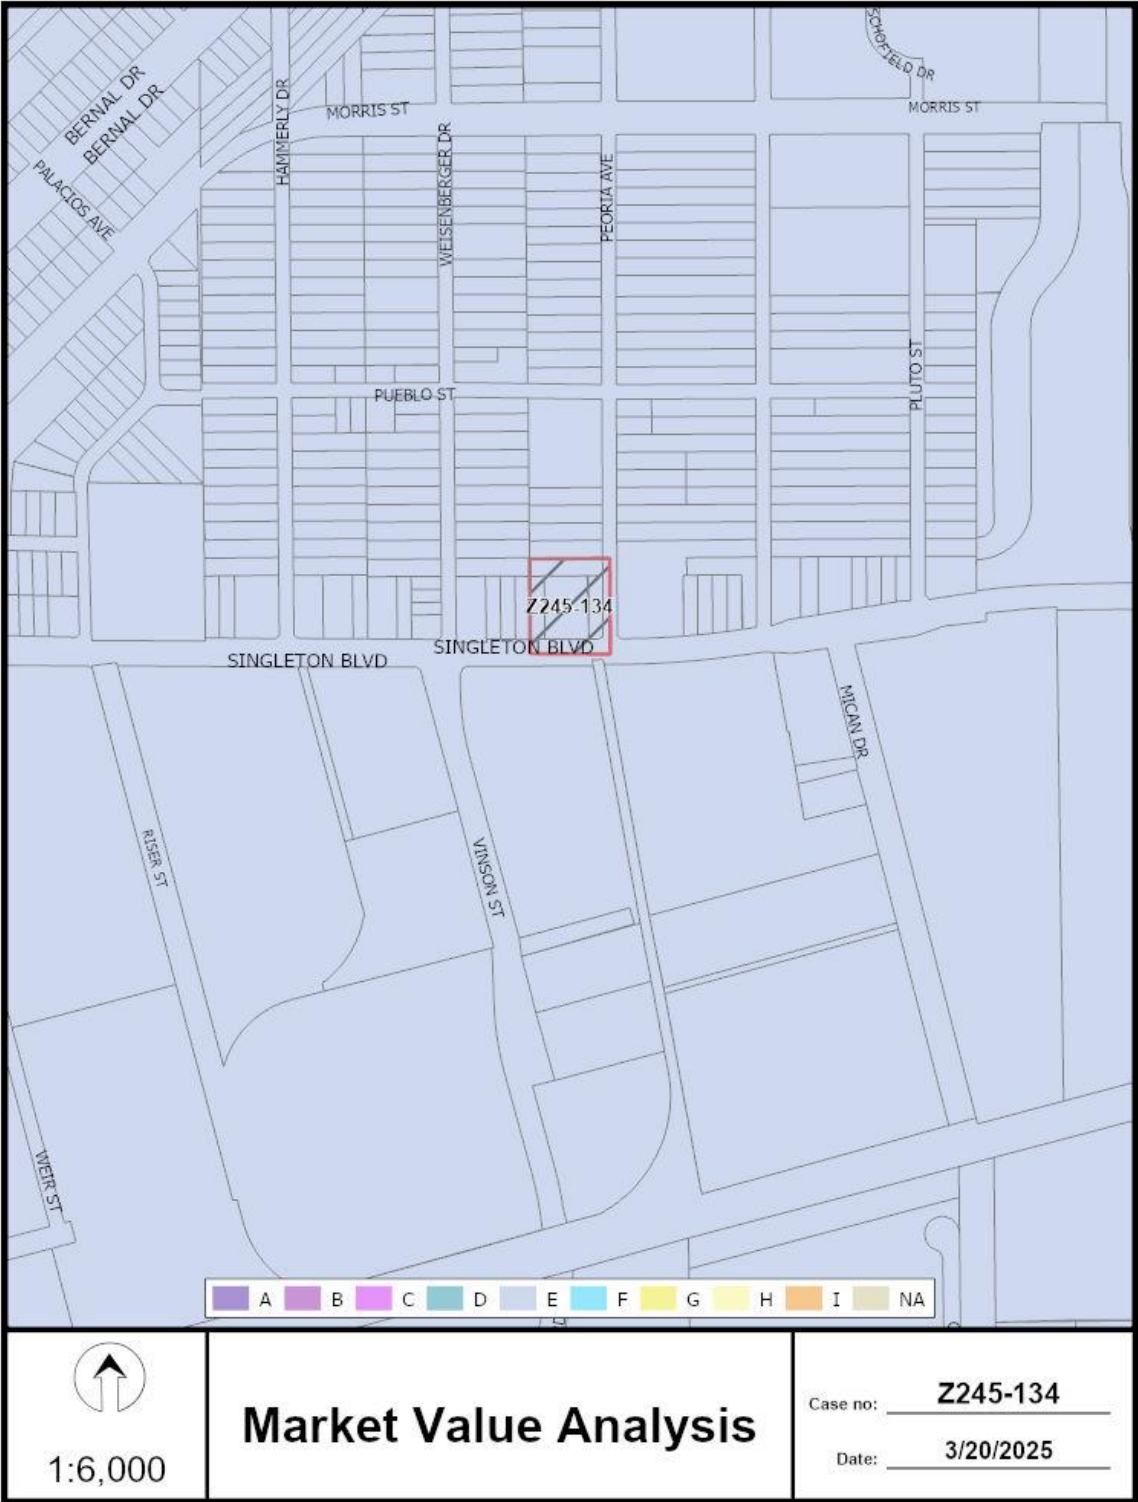 SCHOFIELD DR
BERNAL DR
BERNAL DR
HAMMERLY DR
MORRIS ST
MORRIS ST
WEISENBERGER DR
PEORIA AVE
PALACIOS AVE
PLUTO ST
PUEBLO ST
Z245-134
SINGLETON BLVD
SINGLETON BLVD
MICAN DR
RISER ST
VINSON ST
WEIR ST
A B C D E F G H I NA
1:6,000
Market Value Analysis
Case no: Z245-134
Date: 3/20/2025